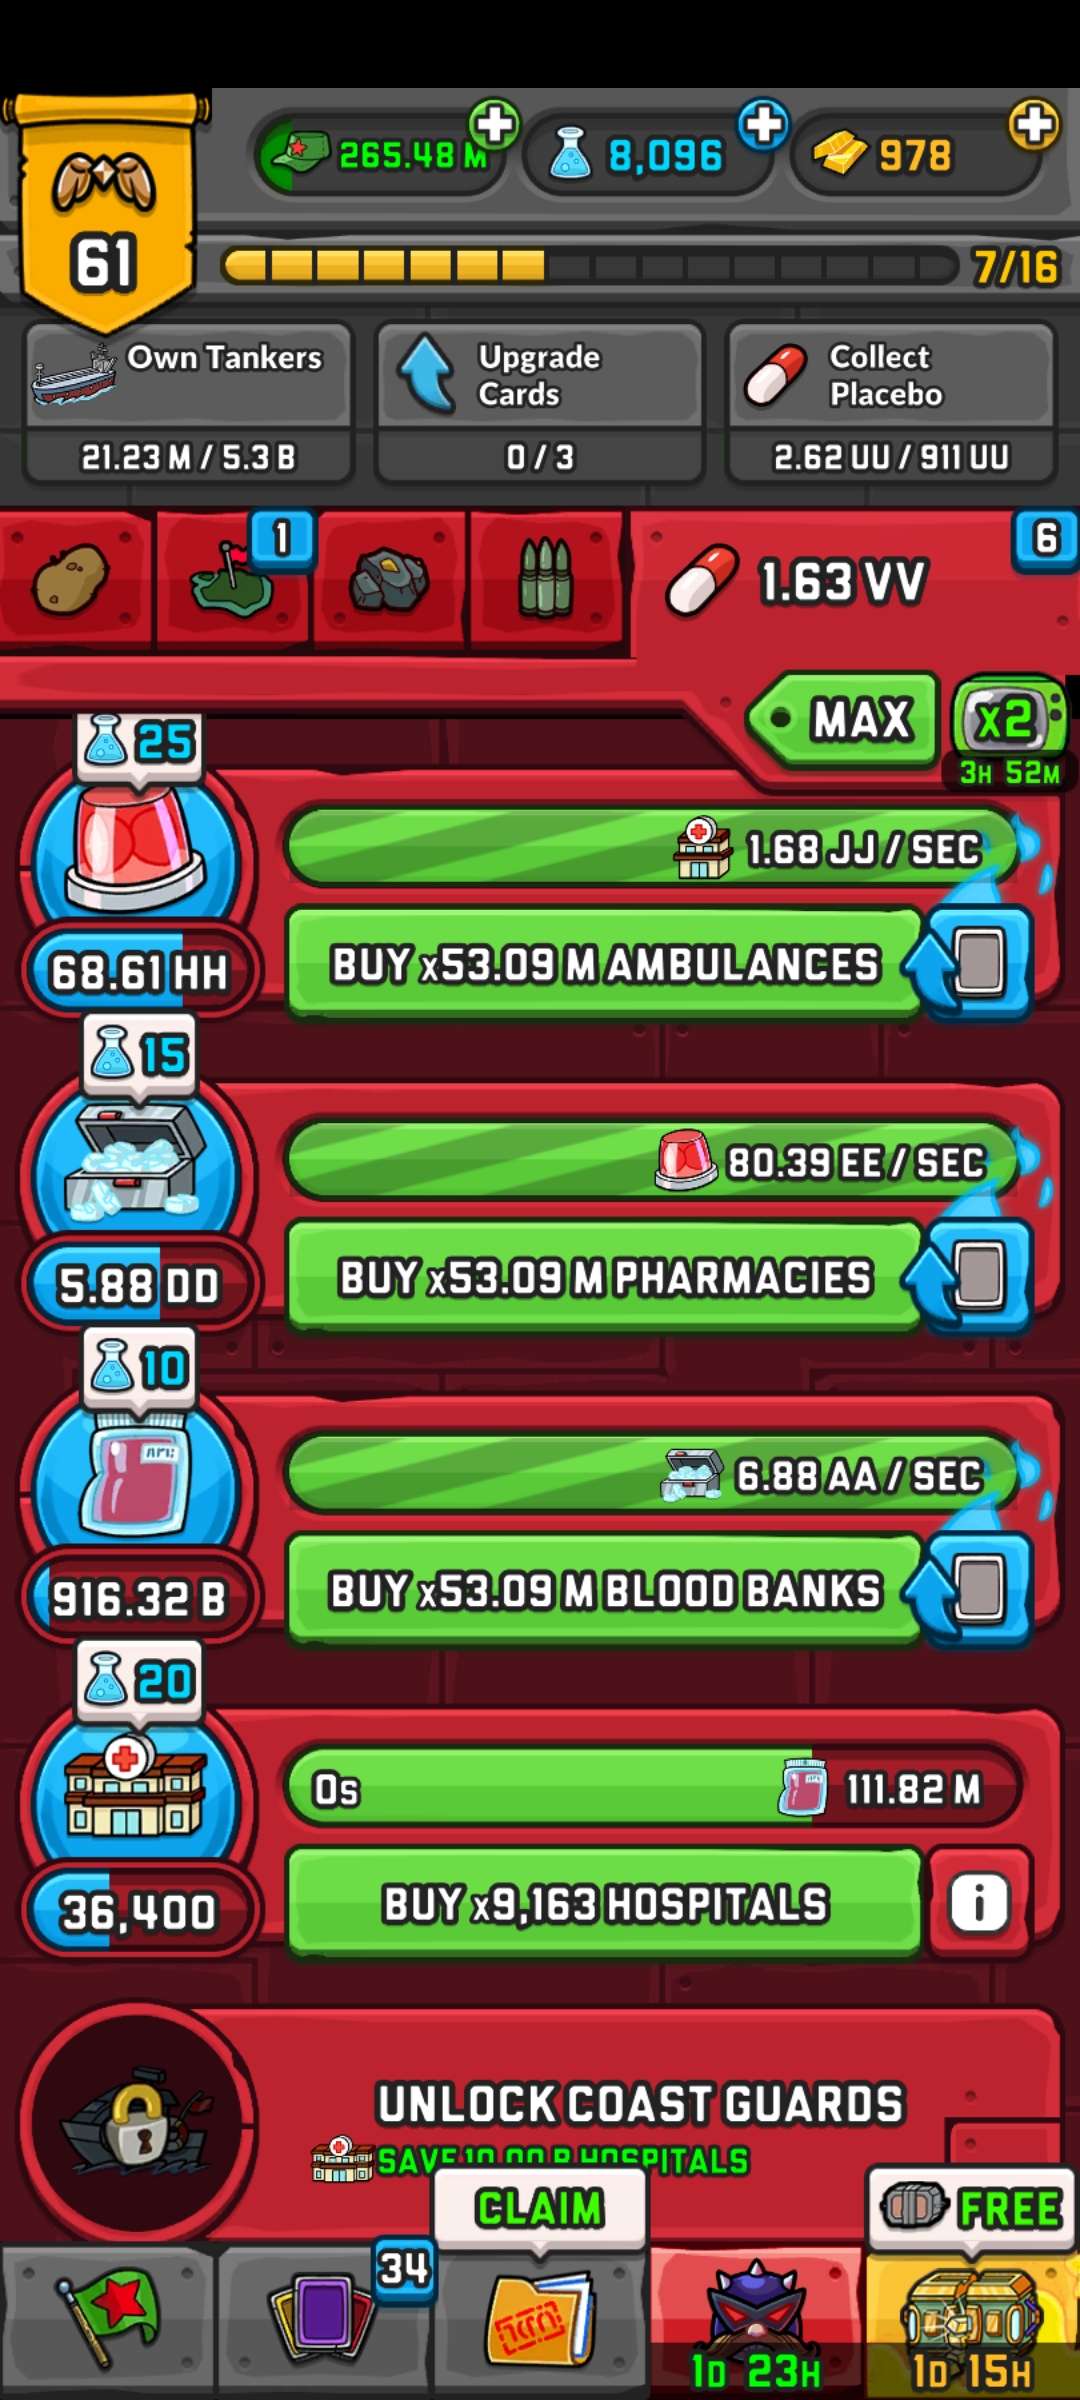 265.48 M
8,096
978
61
7/16
Own Tankers
21.23 M / 5.3 B
Upgrade
Cards
0 / 3
Collect
Placebo
2.62 UU / 911 UU
1
1.63 VV
6
MAX
x2
3H 52M
25
1.68 JJ / SEC
68.61 HH
BUY x53.09 M AMBULANCES
15
80.39 EE / SEC
5.88 DD
BUY x53.09 M PHARMACIES
10
6.88 AA / SEC
916.32 B
BUY x53.09 M BLOOD BANKS
20
0s
111.82 M
36,400
BUY x9,163 HOSPITALS
i
UNLOCK COAST GUARDS
SAVE 10.00 B HOSPITALS
CLAIM
FREE
34
1D 23H
1D 15H